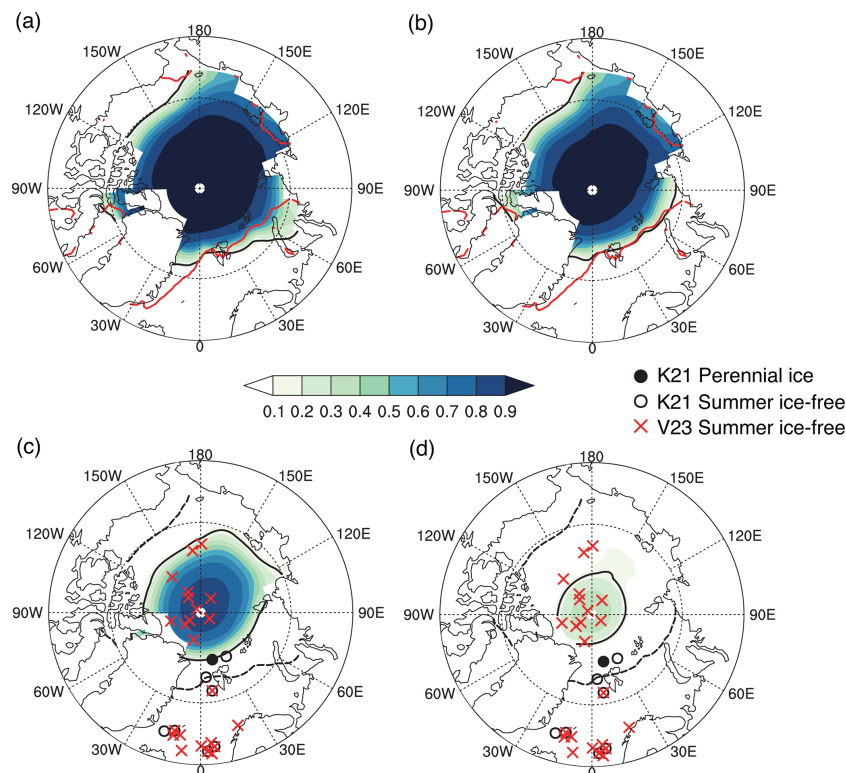 (a)
(b)
180
180
150W
150E
150W
150E
120W
120E
120W
120E
90W
90E
90W
90E
60W
60E
60W
60E
30W
30E
30W
30E
0
0
0.1 0.2 0.3 0.4 0.5 0.6 0.7 0.8 0.9
K21 Perennial ice
K21 Summer ice-free
V23 Summer ice-free
(c)
(d)
180
180
150W
150E
150W
150E
120W
120E
120W
120E
90W
90E
90W
90E
60W
60E
60W
60E
30W
30E
30W
30E
0
0